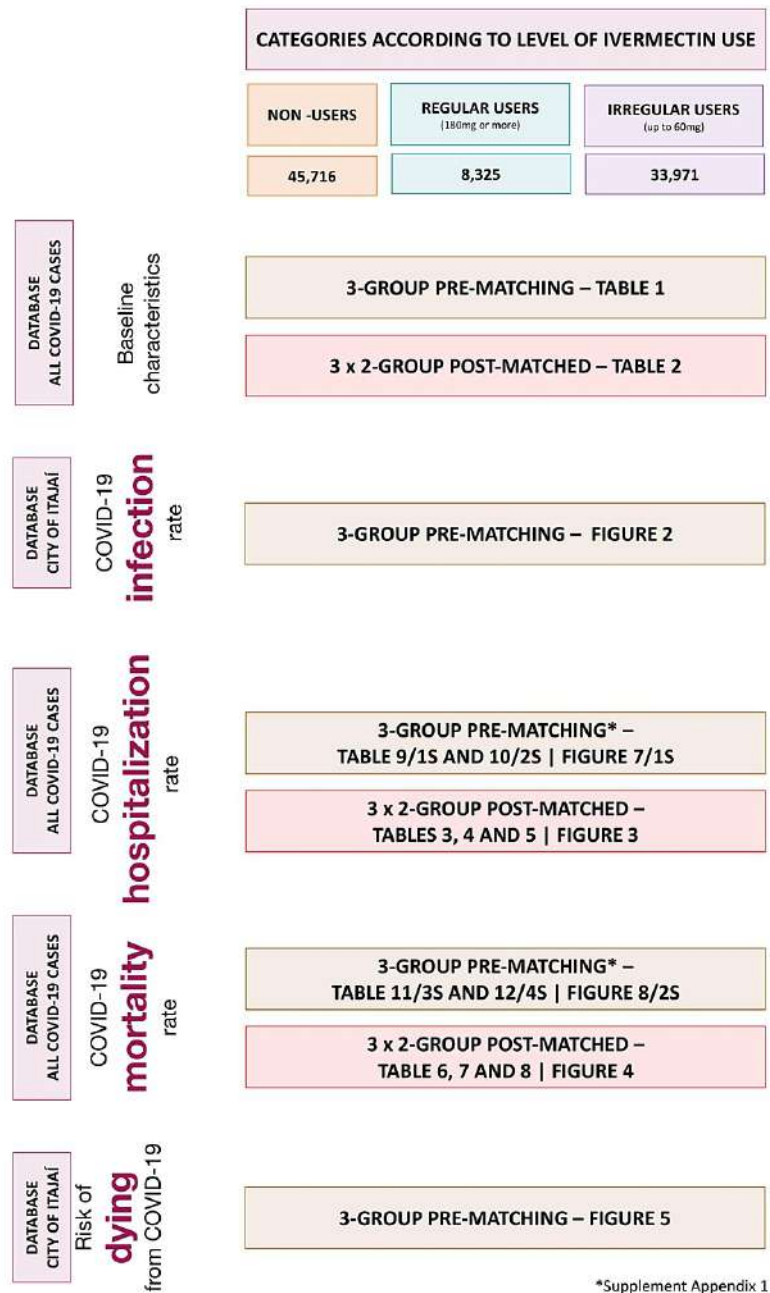 CATEGORIES ACCORDING TO LEVEL OF IVERMECTIN USE
NON -USERS
REGULAR USERS
(180mg or more)
IRREGULAR USERS
(up to 60mg)
45,716
8,325
33,971
DATABASE
ALL COVID-19 CASES
Baseline
characteristics
3-GROUP PRE-MATCHING – TABLE 1
3 x 2-GROUP POST-MATCHED – TABLE 2
DATABASE
CITY OF ITAJAÍ
COVID-19
infection
rate
3-GROUP PRE-MATCHING – FIGURE 2
DATABASE
ALL COVID-19 CASES
COVID-19
hospitalization
rate
3-GROUP PRE-MATCHING* –
TABLE 9/1S AND 10/2S | FIGURE 7/1S
3 x 2-GROUP POST-MATCHED –
TABLES 3, 4 AND 5 | FIGURE 3
DATABASE
ALL COVID-19 CASES
COVID-19
mortality
rate
3-GROUP PRE-MATCHING* –
TABLE 11/3S AND 12/4S | FIGURE 8/2S
3 x 2-GROUP POST-MATCHED –
TABLE 6, 7 AND 8 | FIGURE 4
DATABASE
CITY OF ITAJAÍ
Risk of
dying
from COVID-19
3-GROUP PRE-MATCHING – FIGURE 5
*Supplement Appendix 1